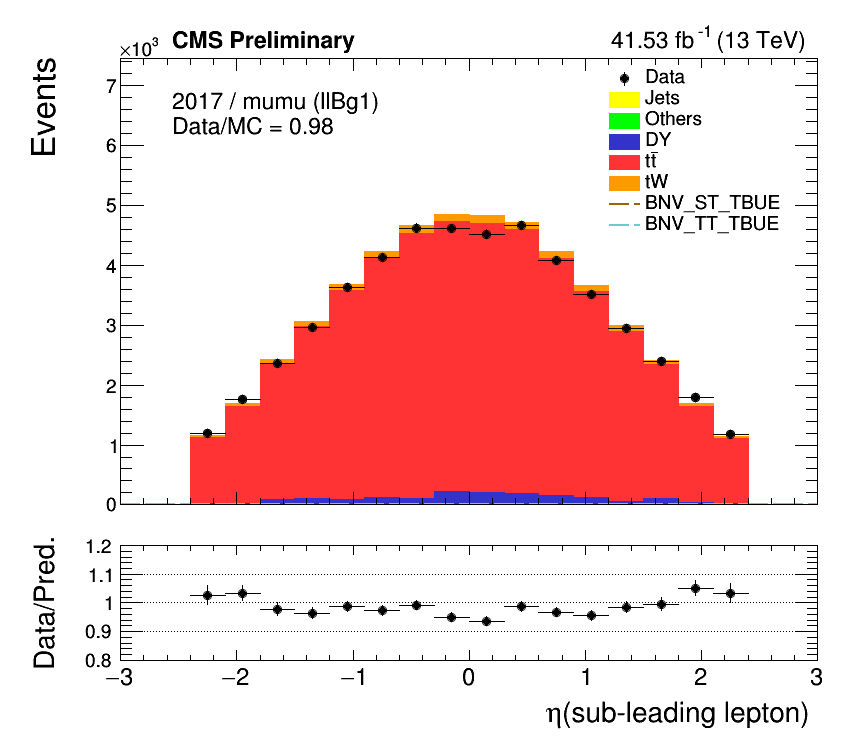 ×10³ CMS Preliminary 41.53 fb⁻¹ (13 TeV)
Events
2017 / mumu (llBg1)
Data/MC = 0.98
Data
Jets
Others
DY
tt̄
tW
BNV_ST_TBUE
BNV_TT_TBUE
7
6
5
4
3
2
1
0
Data/Pred.
1.2
1.1
1
0.9
0.8
−3 −2 −1 0 1 2 3
η(sub-leading lepton)